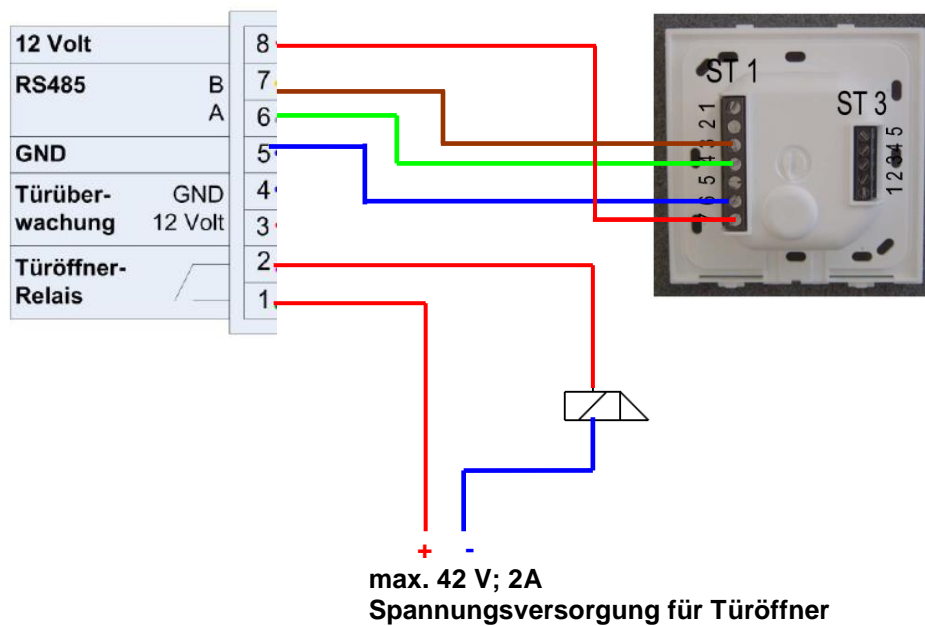 12 Volt
8
RS485 B
7
A
6
GND
5
Türüber- GND
4
wachung 12 Volt
3
Türöffner-
2
Relais
1
ST 1
1
2
3
4
5
6
7
ST 3
1 2 3 4 5
+ -
max. 42 V; 2A
Spannungsversorgung für Türöffner